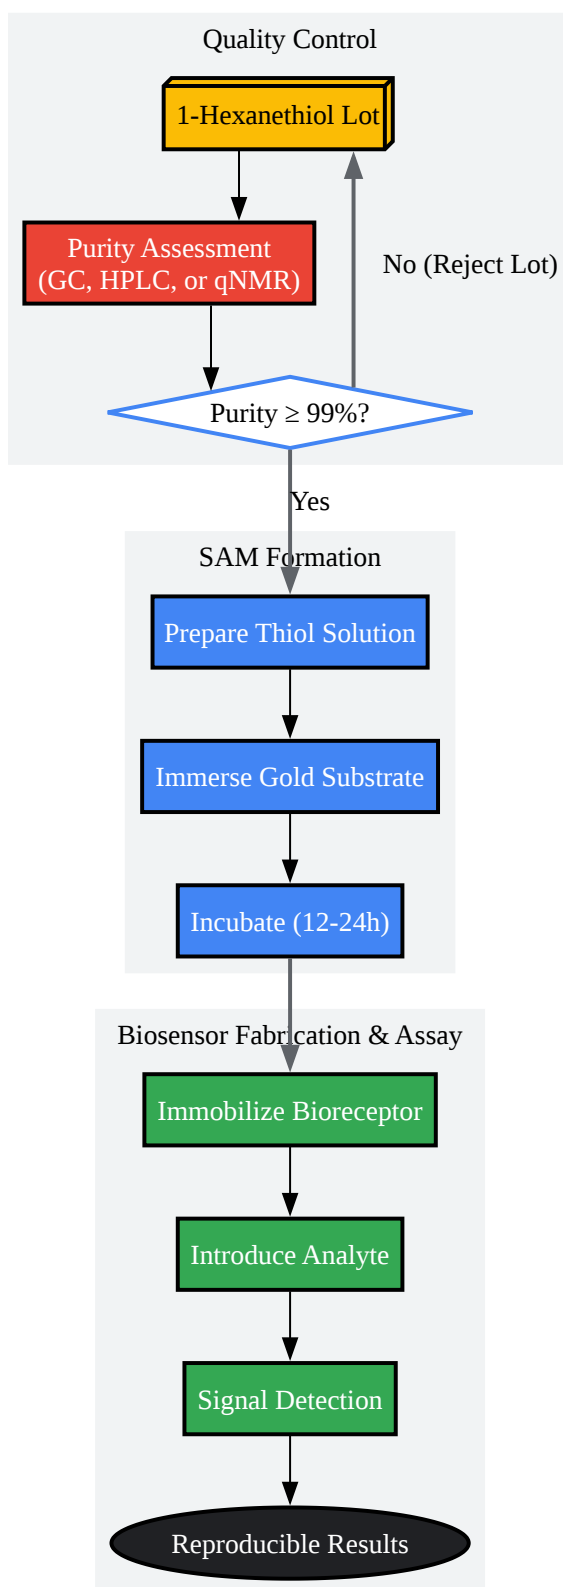 Quality Control
1-Hexanethiol Lot
Purity Assessment
(GC, HPLC, or qNMR)
No (Reject Lot)
Purity ≥ 99%?
Yes
SAM Formation
Prepare Thiol Solution
Immerse Gold Substrate
Incubate (12-24h)
Biosensor Fabrication & Assay
Immobilize Bioreceptor
Introduce Analyte
Signal Detection
Reproducible Results